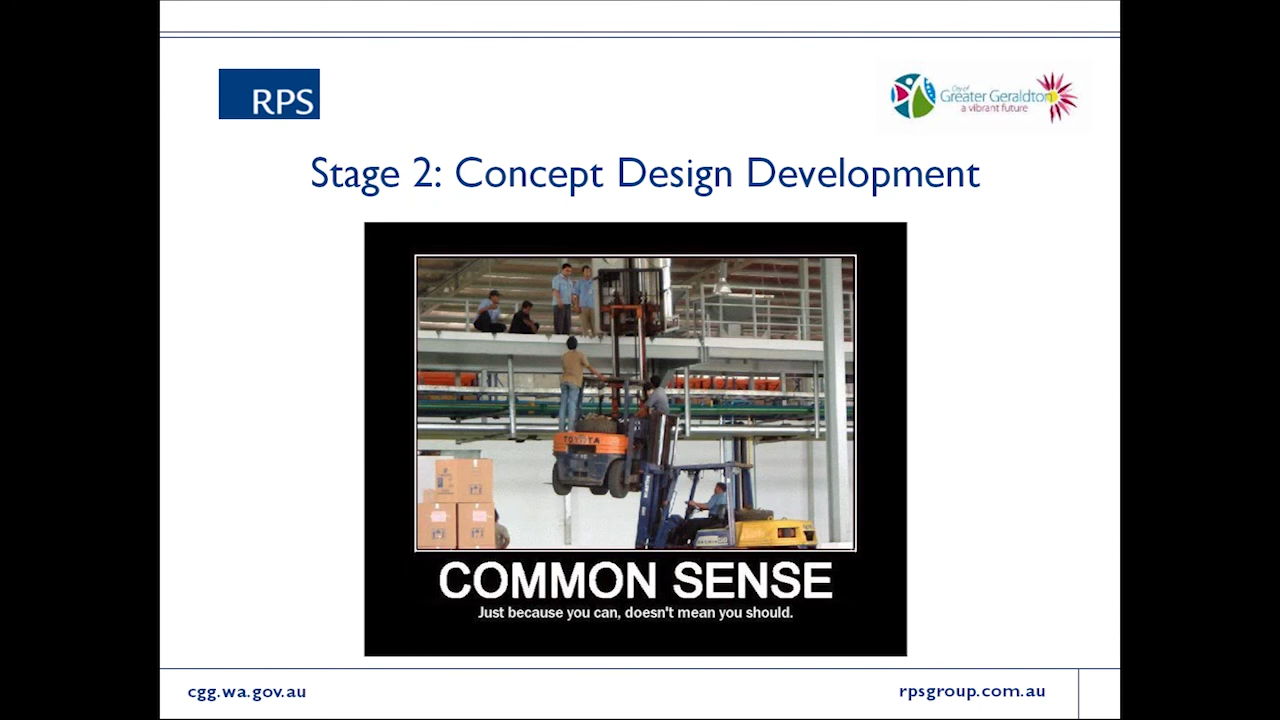 RPS
City of
Greater Geraldton
a vibrant future
Stage 2: Concept Design Development
TOYOTA
COMMON SENSE
Just because you can, doesn't mean you should.
cgg.wa.gov.au
rpsgroup.com.au